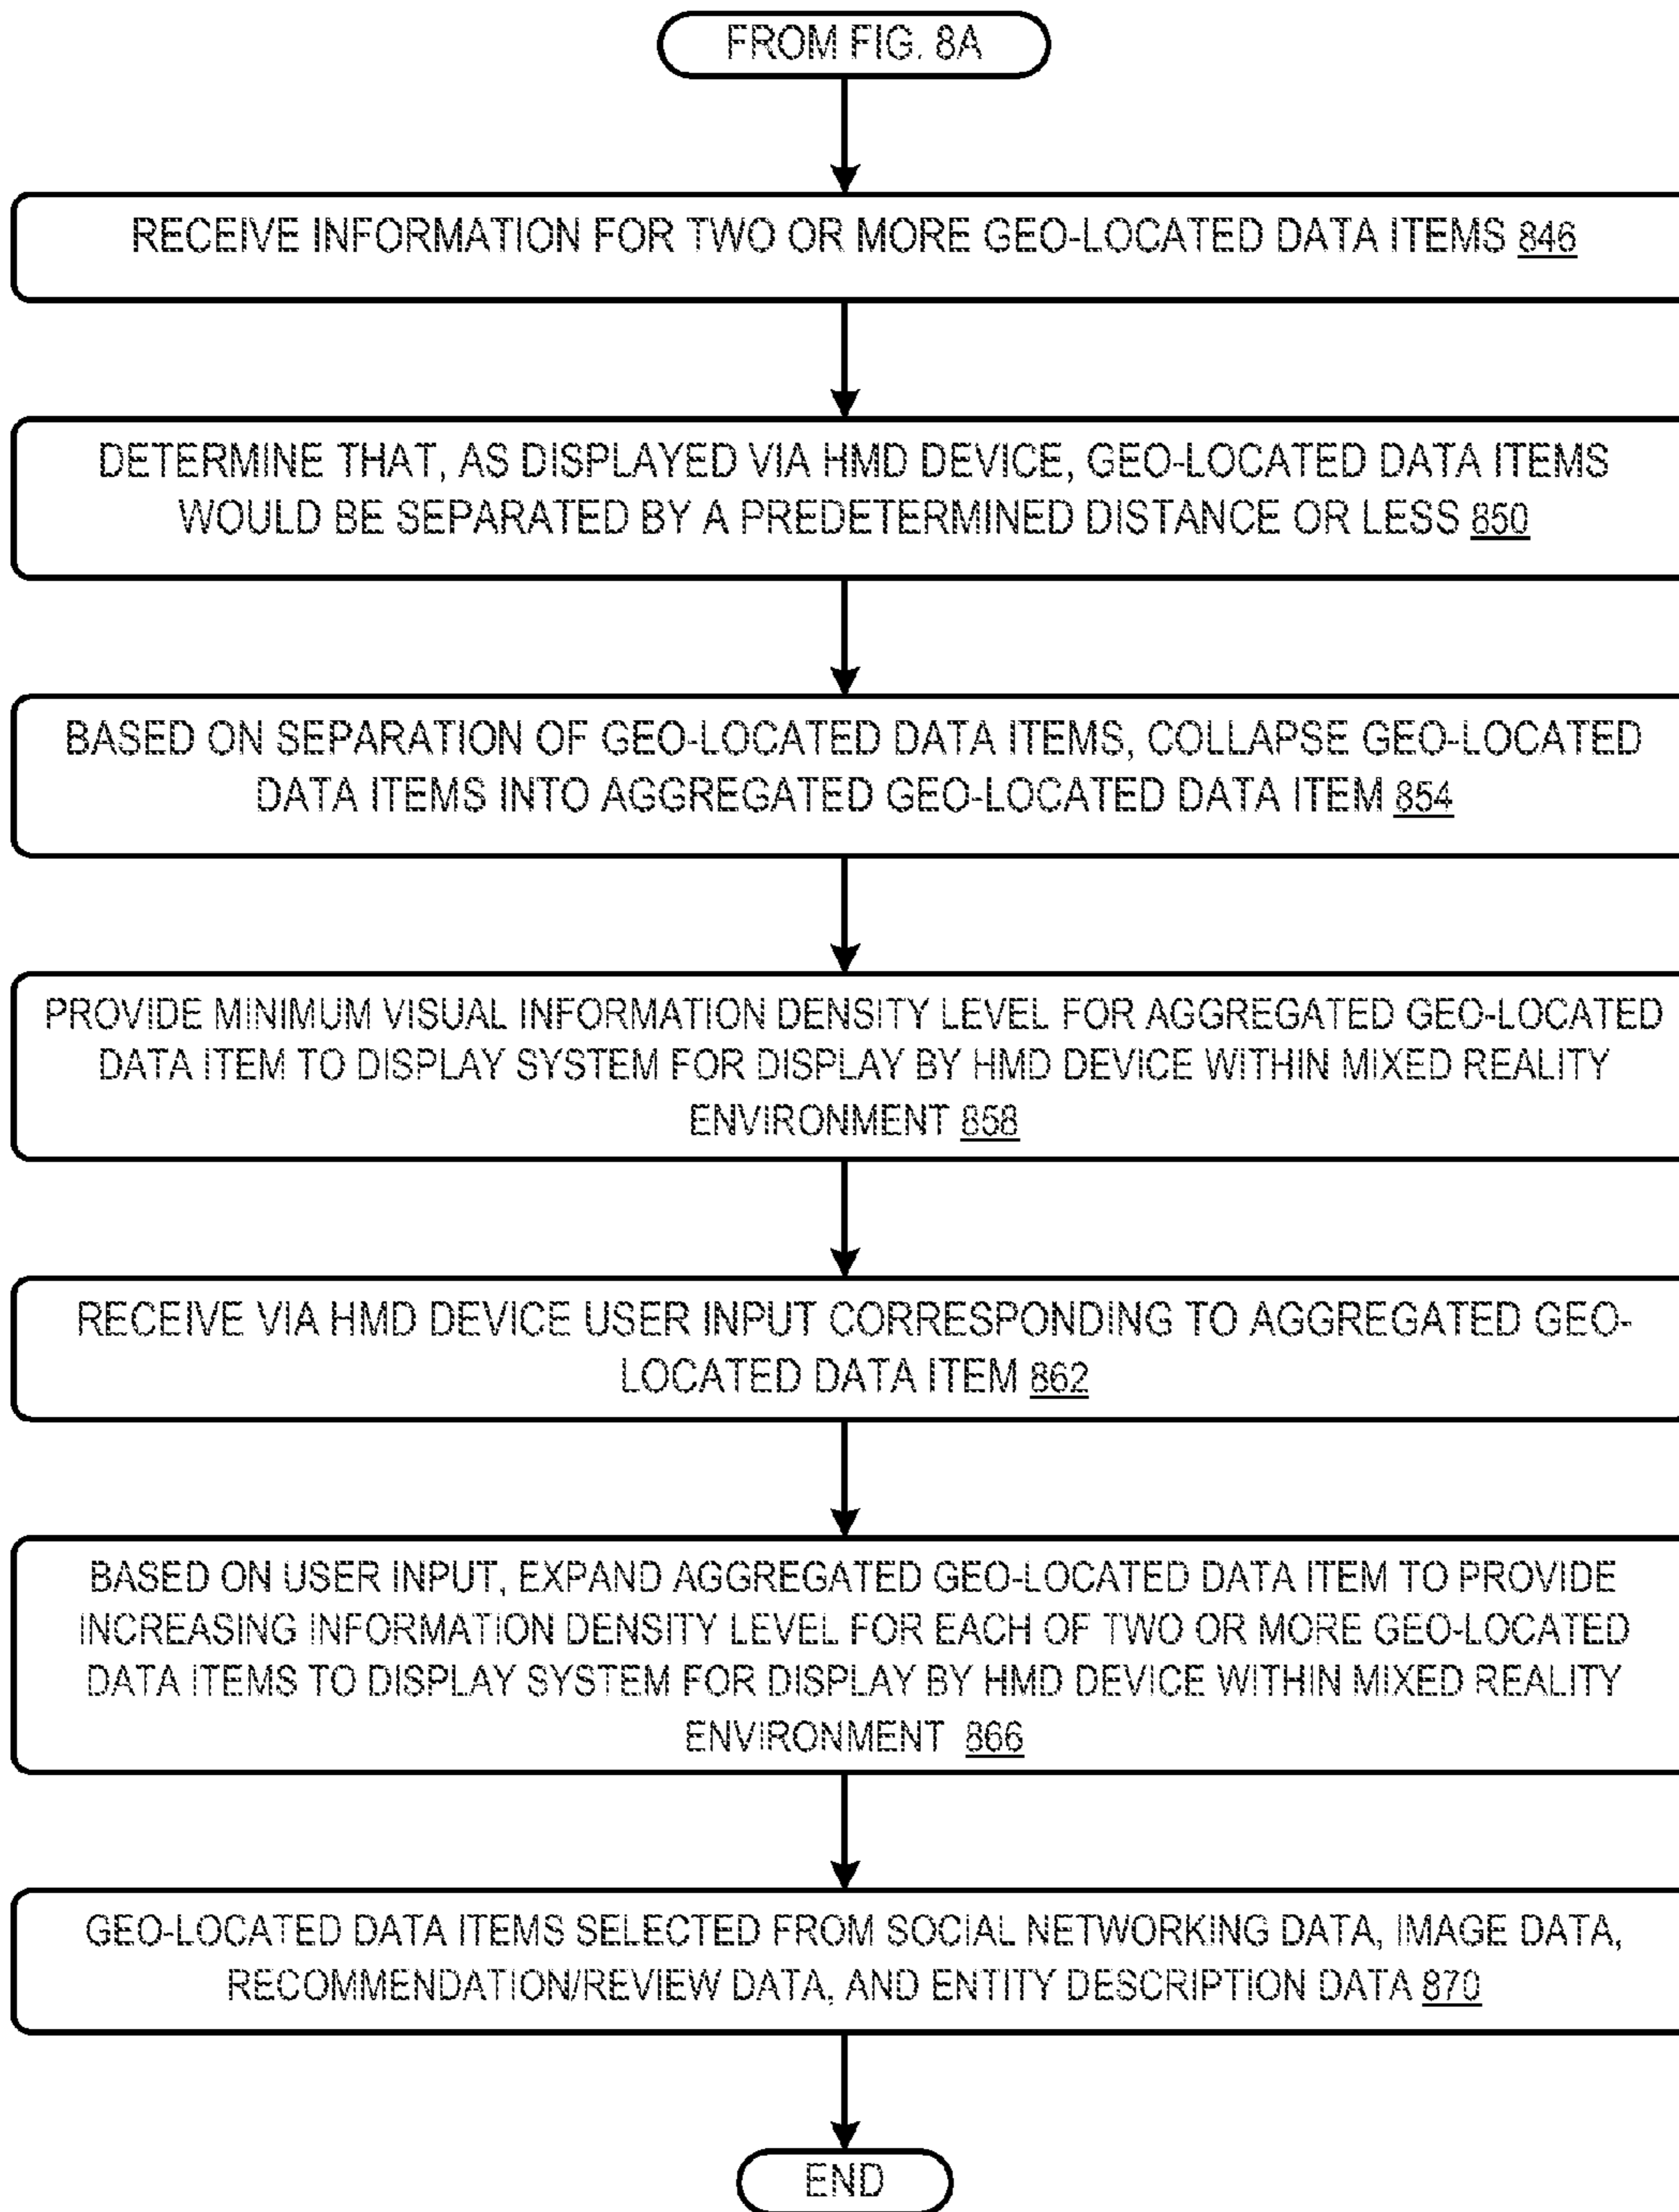 FROM FIG. 8A
RECEIVE INFORMATION FOR TWO OR MORE GEO-LOCATED DATA ITEMS 846
DETERMINE THAT, AS DISPLAYED VIA HMD DEVICE, GEO-LOCATED DATA ITEMS
WOULD BE SEPARATED BY A PREDETERMINED DISTANCE OR LESS 850
BASED ON SEPARATION OF GEO-LOCATED DATA ITEMS, COLLAPSE GEO-LOCATED
DATA ITEMS INTO AGGREGATED GEO-LOCATED DATA ITEM 854
PROVIDE MINIMUM VISUAL INFORMATION DENSITY LEVEL FOR AGGREGATED GEO-LOCATED
DATA ITEM TO DISPLAY SYSTEM FOR DISPLAY BY HMD DEVICE WITHIN MIXED REALITY
ENVIRONMENT 858
RECEIVE VIA HMD DEVICE USER INPUT CORRESPONDING TO AGGREGATED GEO-
LOCATED DATA ITEM 862
BASED ON USER INPUT, EXPAND AGGREGATED GEO-LOCATED DATA ITEM TO PROVIDE
INCREASING INFORMATION DENSITY LEVEL FOR EACH OF TWO OR MORE GEO-LOCATED
DATA ITEMS TO DISPLAY SYSTEM FOR DISPLAY BY HMD DEVICE WITHIN MIXED REALITY
ENVIRONMENT 866
GEO-LOCATED DATA ITEMS SELECTED FROM SOCIAL NETWORKING DATA, IMAGE DATA,
RECOMMENDATION/REVIEW DATA, AND ENTITY DESCRIPTION DATA 870
END